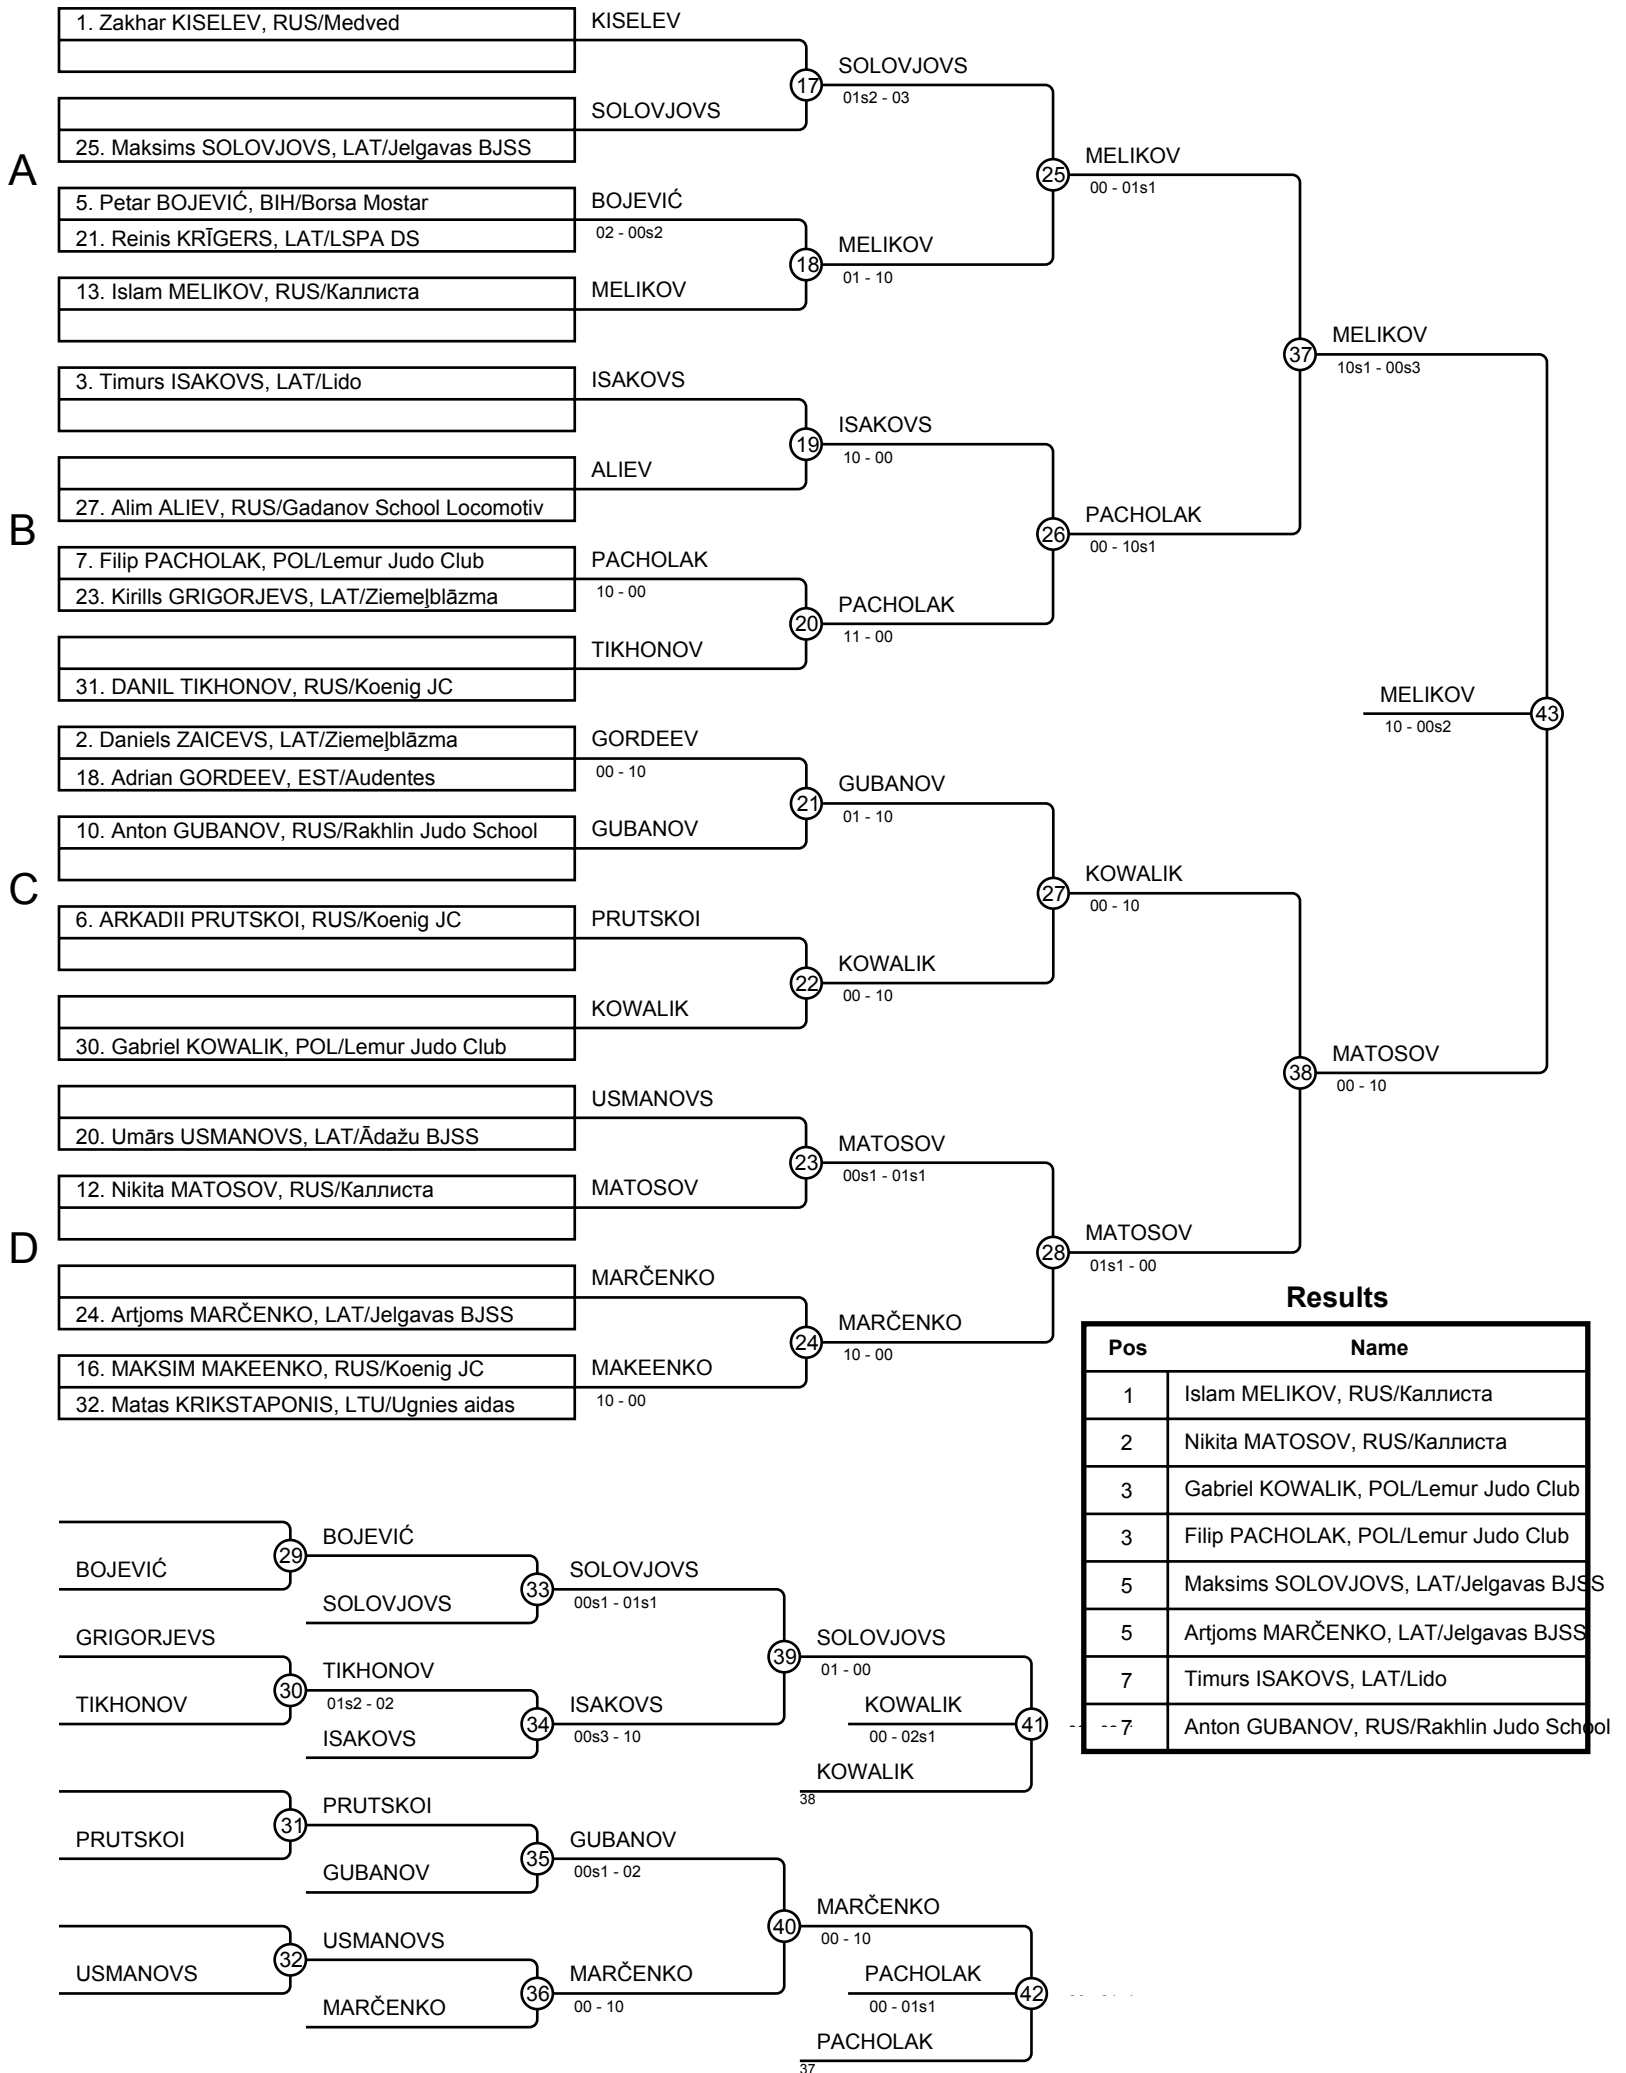 1. Zakhar KISELEV, RUS/Medved
KISELEV
17
SOLOVJOVS
01s2 - 03
SOLOVJOVS
25. Maksims SOLOVJOVS, LAT/Jelgavas BJSS
A
25
MELIKOV
00 - 01s1
5. Petar BOJEVIĆ, BIH/Borsa Mostar
BOJEVIĆ
21. Reinis KRĪGERS, LAT/LSPA DS
02 - 00s2
18
MELIKOV
01 - 10
13. Islam MELIKOV, RUS/Каллиста
MELIKOV
37
MELIKOV
10s1 - 00s3
3. Timurs ISAKOVS, LAT/Lido
ISAKOVS
19
ISAKOVS
10 - 00
ALIEV
27. Alim ALIEV, RUS/Gadanov School Locomotiv
B
26
PACHOLAK
00 - 10s1
7. Filip PACHOLAK, POL/Lemur Judo Club
PACHOLAK
23. Kirills GRIGORJEVS, LAT/Ziemeļblāzma
10 - 00
20
PACHOLAK
11 - 00
TIKHONOV
31. DANIL TIKHONOV, RUS/Koenig JC
MELIKOV
10 - 00s2
43
2. Daniels ZAICEVS, LAT/Ziemeļblāzma
GORDEEV
18. Adrian GORDEEV, EST/Audentes
00 - 10
21
GUBANOV
01 - 10
10. Anton GUBANOV, RUS/Rakhlin Judo School
GUBANOV
C
27
KOWALIK
00 - 10
6. ARKADII PRUTSKOI, RUS/Koenig JC
PRUTSKOI
22
KOWALIK
00 - 10
KOWALIK
30. Gabriel KOWALIK, POL/Lemur Judo Club
38
MATOSOV
00 - 10
USMANOVS
20. Umārs USMANOVS, LAT/Ādažu BJSS
23
MATOSOV
00s1 - 01s1
12. Nikita MATOSOV, RUS/Каллиста
MATOSOV
D
28
MATOSOV
01s1 - 00
MARČENKO
24. Artjoms MARČENKO, LAT/Jelgavas BJSS
24
MARČENKO
10 - 00
16. MAKSIM MAKEENKO, RUS/Koenig JC
MAKEENKO
32. Matas KRIKSTAPONIS, LTU/Ugnies aidas
10 - 00
Results
Pos Name
1 Islam MELIKOV, RUS/Каллиста
2 Nikita MATOSOV, RUS/Каллиста
3 Gabriel KOWALIK, POL/Lemur Judo Club
3 Filip PACHOLAK, POL/Lemur Judo Club
5 Maksims SOLOVJOVS, LAT/Jelgavas BJSS
5 Artjoms MARČENKO, LAT/Jelgavas BJSS
7 Timurs ISAKOVS, LAT/Lido
7 Anton GUBANOV, RUS/Rakhlin Judo School
BOJEVIĆ
29
BOJEVIĆ
SOLOVJOVS
33
SOLOVJOVS
00s1 - 01s1
GRIGORJEVS
TIKHONOV
30
TIKHONOV
01s2 - 02
ISAKOVS
34
ISAKOVS
00s3 - 10
39
SOLOVJOVS
01 - 00
KOWALIK
00 - 02s1
41
KOWALIK
38
PRUTSKOI
31
PRUTSKOI
GUBANOV
35
GUBANOV
00s1 - 02
USMANOVS
32
USMANOVS
MARČENKO
36
MARČENKO
00 - 10
40
MARČENKO
00 - 10
PACHOLAK
00 - 01s1
42
PACHOLAK
37